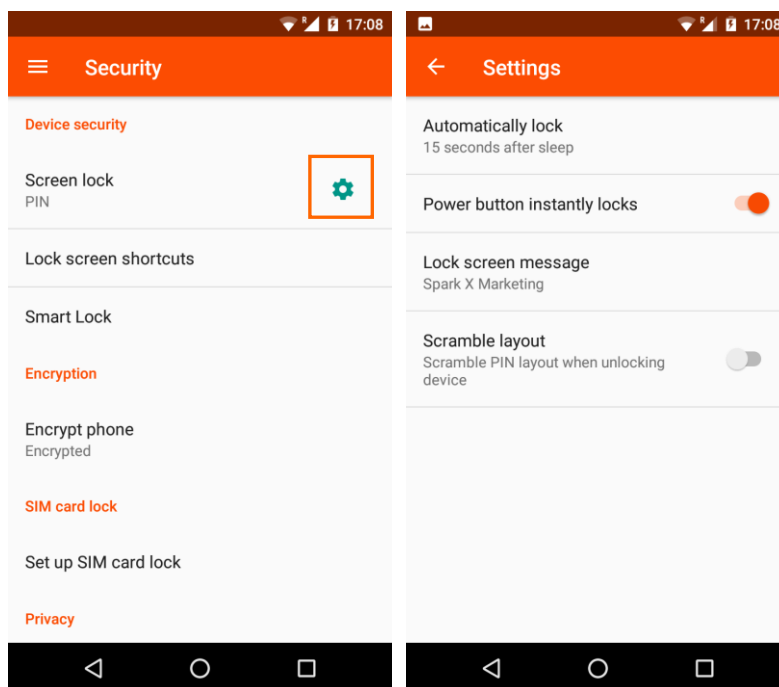 R 17:08
Security
Device security
Screen lock
PIN
Lock screen shortcuts
Smart Lock
Encryption
Encrypt phone
Encrypted
SIM card lock
Set up SIM card lock
Privacy
R 17:08
Settings
Automatically lock
15 seconds after sleep
Power button instantly locks
Lock screen message
Spark X Marketing
Scramble layout
Scramble PIN layout when unlocking
device